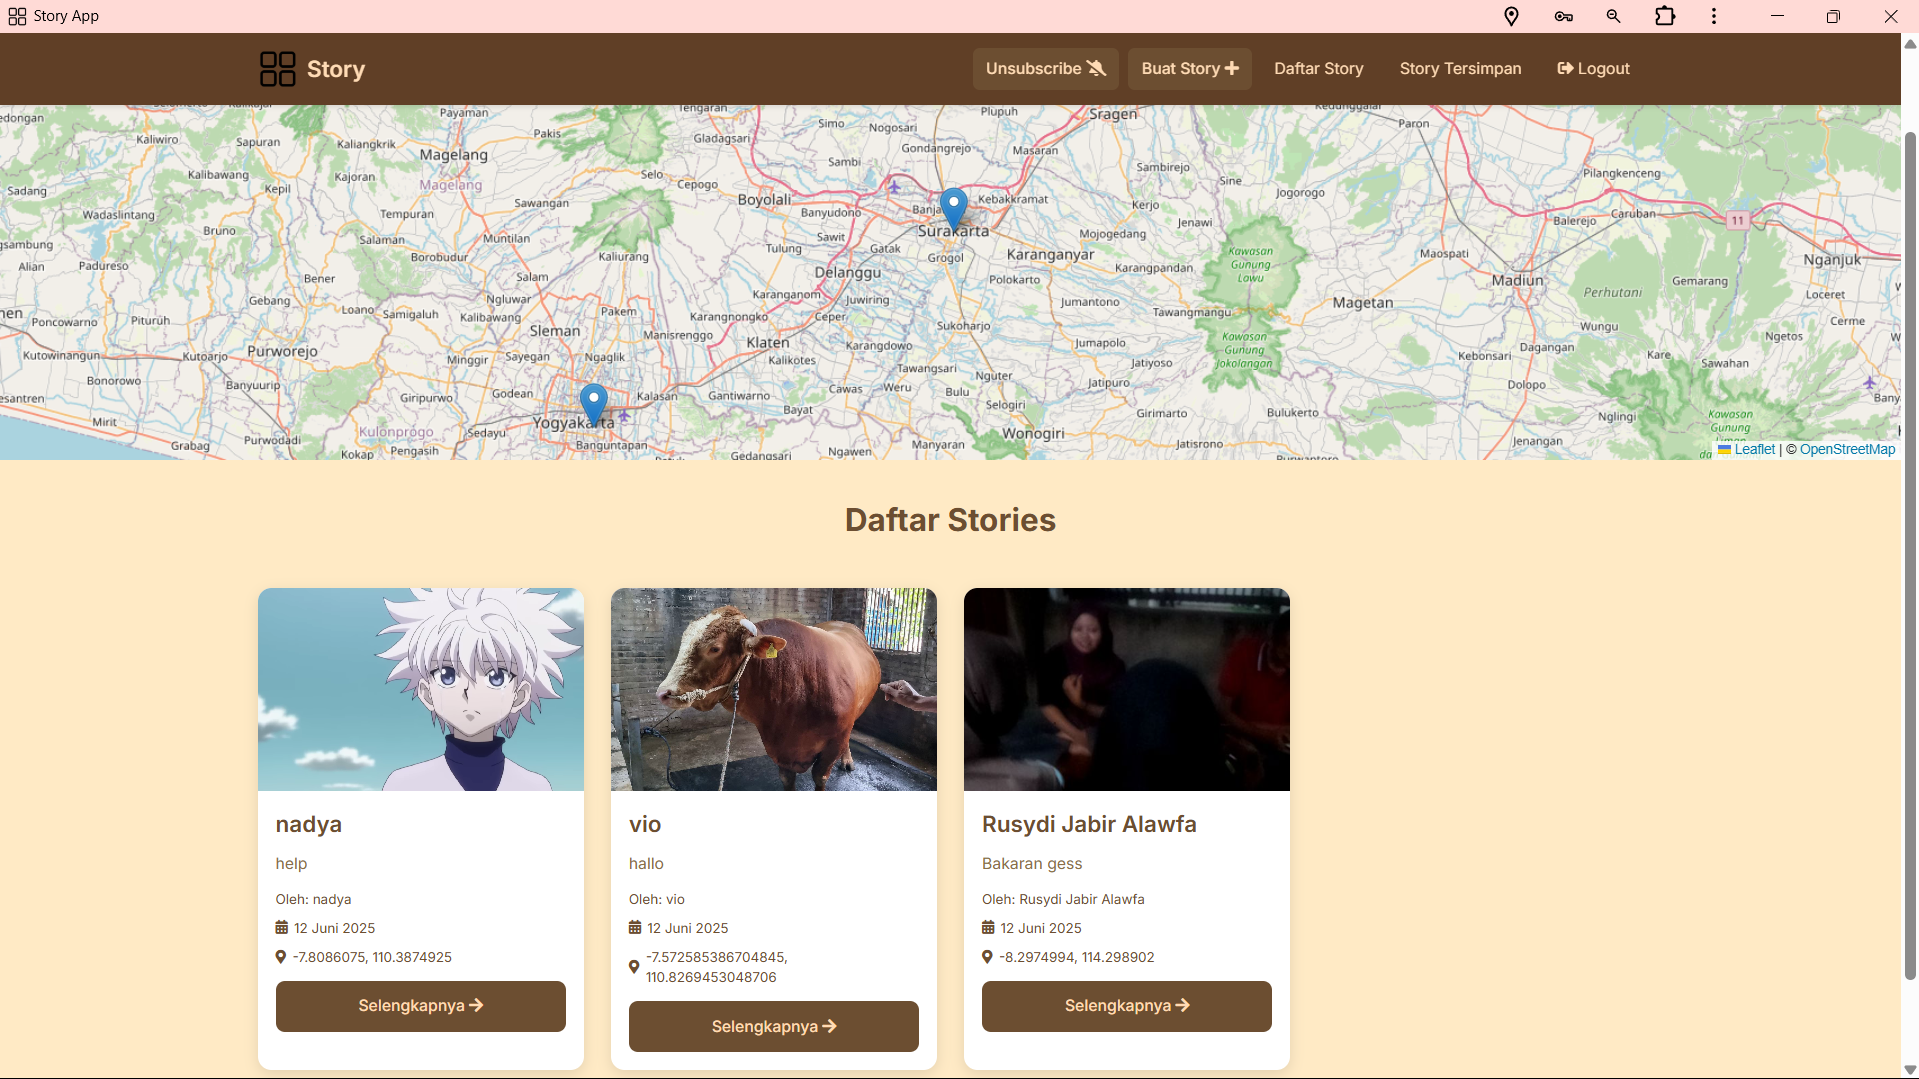 Story App
Story
Unsubscribe
Buat Story
Daftar Story
Story Tersimpan
Logout
Payaman
Tengaran
Plupuh
Sragen
Kedunggalar
Kaliwiro
Sapuran
Kaliangkrik
Magelang
Pakis
Gladagsari
Simo
Nogosari
Gondangrejo
Masaran
Paron
Kalibawang
Kepil
Kajoran
Magelang
Selo
Cepogo
Sambi
Sambirejo
Pilangkenceng
Sadang
Wadaslintang
Tempuran
Sawangan
Boyolali
Banyudono
Kebakkramat
Sine
Jogorogo
Kerjo
Caruban
Balerejo
11
Bruno
Salaman
Muntilan
Sawit
Surakarta
Mojogedang
Jenawi
Alian
Padureso
Borobudur
Kaliurang
Tulung
Gatak
Grogol
Karanganyar
Kawasan
Gunung
Lawu
Maospati
Nganjuk
Bener
Salam
Delanggu
Polokarto
Karangpandan
Madiun
Gemarang
Gebang
Loano
Ngluwar
Karanganom
Juwiring
Jumantono
Magetan
Perhutani
Loceret
Poncowarno
Pituruh
Samigaluh
Kalibawang
Pakem
Karangnongko
Ceper
Sukoharjo
Tawangmangu
Wungu
Cerme
Sleman
Manisrenggo
Klaten
Karangdowo
Jumapolo
Kawasan
Gunung
Jokolangan
Dagangan
Ngetos
Kutowinangun
Kutoarjo
Purworejo
Minggir
Sayegan
Ngaglik
Kalikotes
Tawangsari
Nguter
Jatiyoso
Kebonsari
Kare
Sawahan
Bonorowo
Banyuurip
Giripurwo
Godean
Kalasan
Gantiwarno
Cawas
Weru
Bulu
Jatipuro
Dolopo
Mirit
Yogyakarta
Bayat
Selogiri
Girimarto
Bulukerto
Nglingi
Kawasan
Gunung
Grabag
Purwodadi
Kulonprogo
Sedayu
Banguntapan
Manyaran
Wonogiri
Jatisrono
Jenangan
Kokap
Pengasih
Gedangsari
Ngawen
Leaflet | © OpenStreetMap
Daftar Stories
nadya
help
Oleh: nadya
12 Juni 2025
-7.8086075, 110.3874925
Selengkapnya
vio
hallo
Oleh: vio
12 Juni 2025
-7.572585386704845,
110.8269453048706
Selengkapnya
Rusydi Jabir Alawfa
Bakaran gess
Oleh: Rusydi Jabir Alawfa
12 Juni 2025
-8.2974994, 114.298902
Selengkapnya